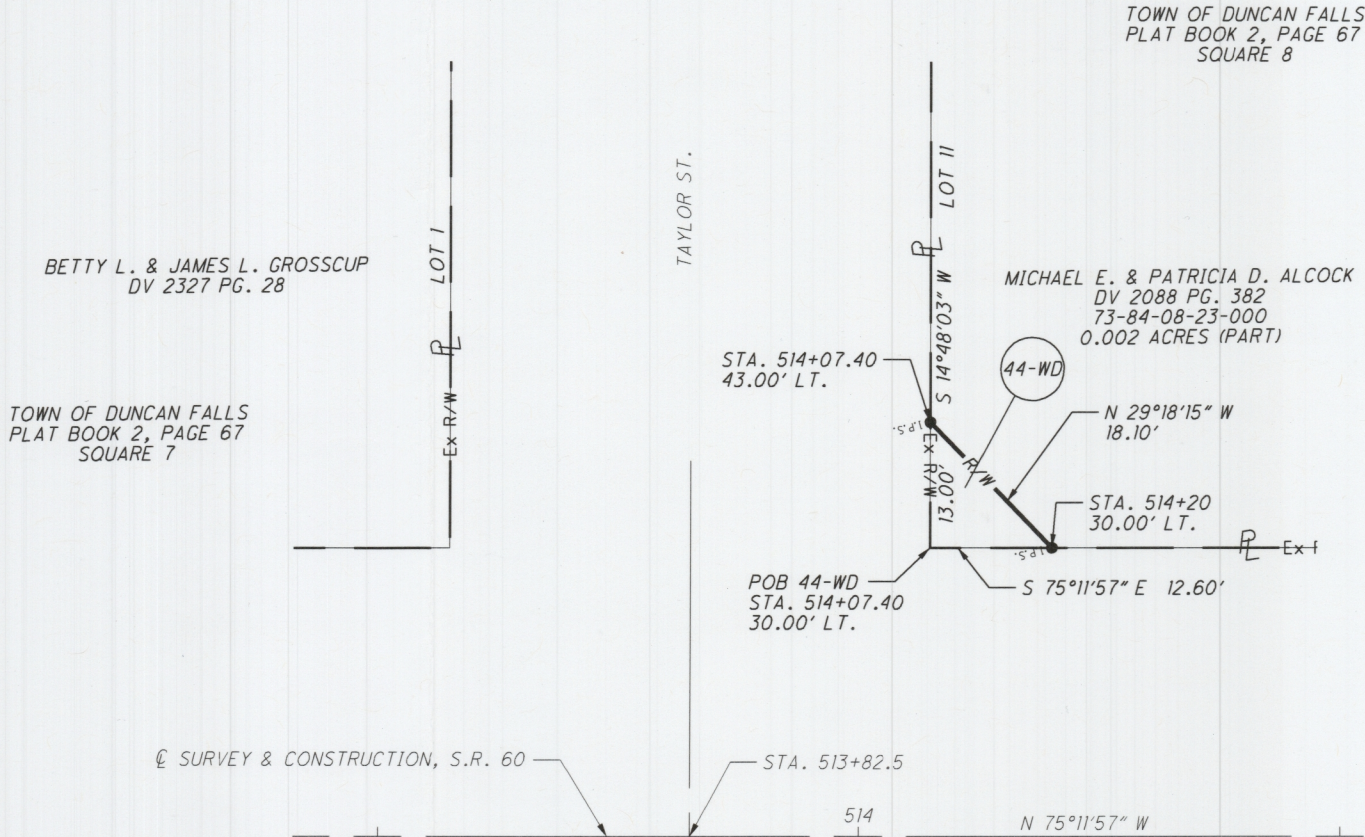 TOWN OF DUNCAN FALLS
PLAT BOOK 2, PAGE 67
SQUARE 8
BETTY L. & JAMES L. GROSSCUP
DV 2327 PG. 28
LOT 1
PL
Ex R/W
TOWN OF DUNCAN FALLS
PLAT BOOK 2, PAGE 67
SQUARE 7
TAYLOR ST.
LOT 11
PL
S 14°48'03" W
MICHAEL E. & PATRICIA D. ALCOCK
DV 2088 PG. 382
73-84-08-23-000
0.002 ACRES (PART)
44-WD
STA. 514+07.40
43.00' LT.
I.P.S.
Ex R/W
13.00'
R/W
N 29°18'15" W
18.10'
STA. 514+20
30.00' LT.
I.P.S.
PL
Ex
POB 44-WD
STA. 514+07.40
30.00' LT.
S 75°11'57" E 12.60'
℄ SURVEY & CONSTRUCTION, S.R. 60
STA. 513+82.5
514
N 75°11'57" W